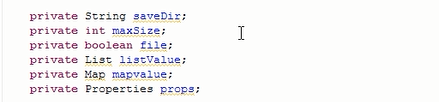 private String saveDir;
private int maxSize;
private boolean file;
private List listValue;
private Map mapvalue;
private Properties props;